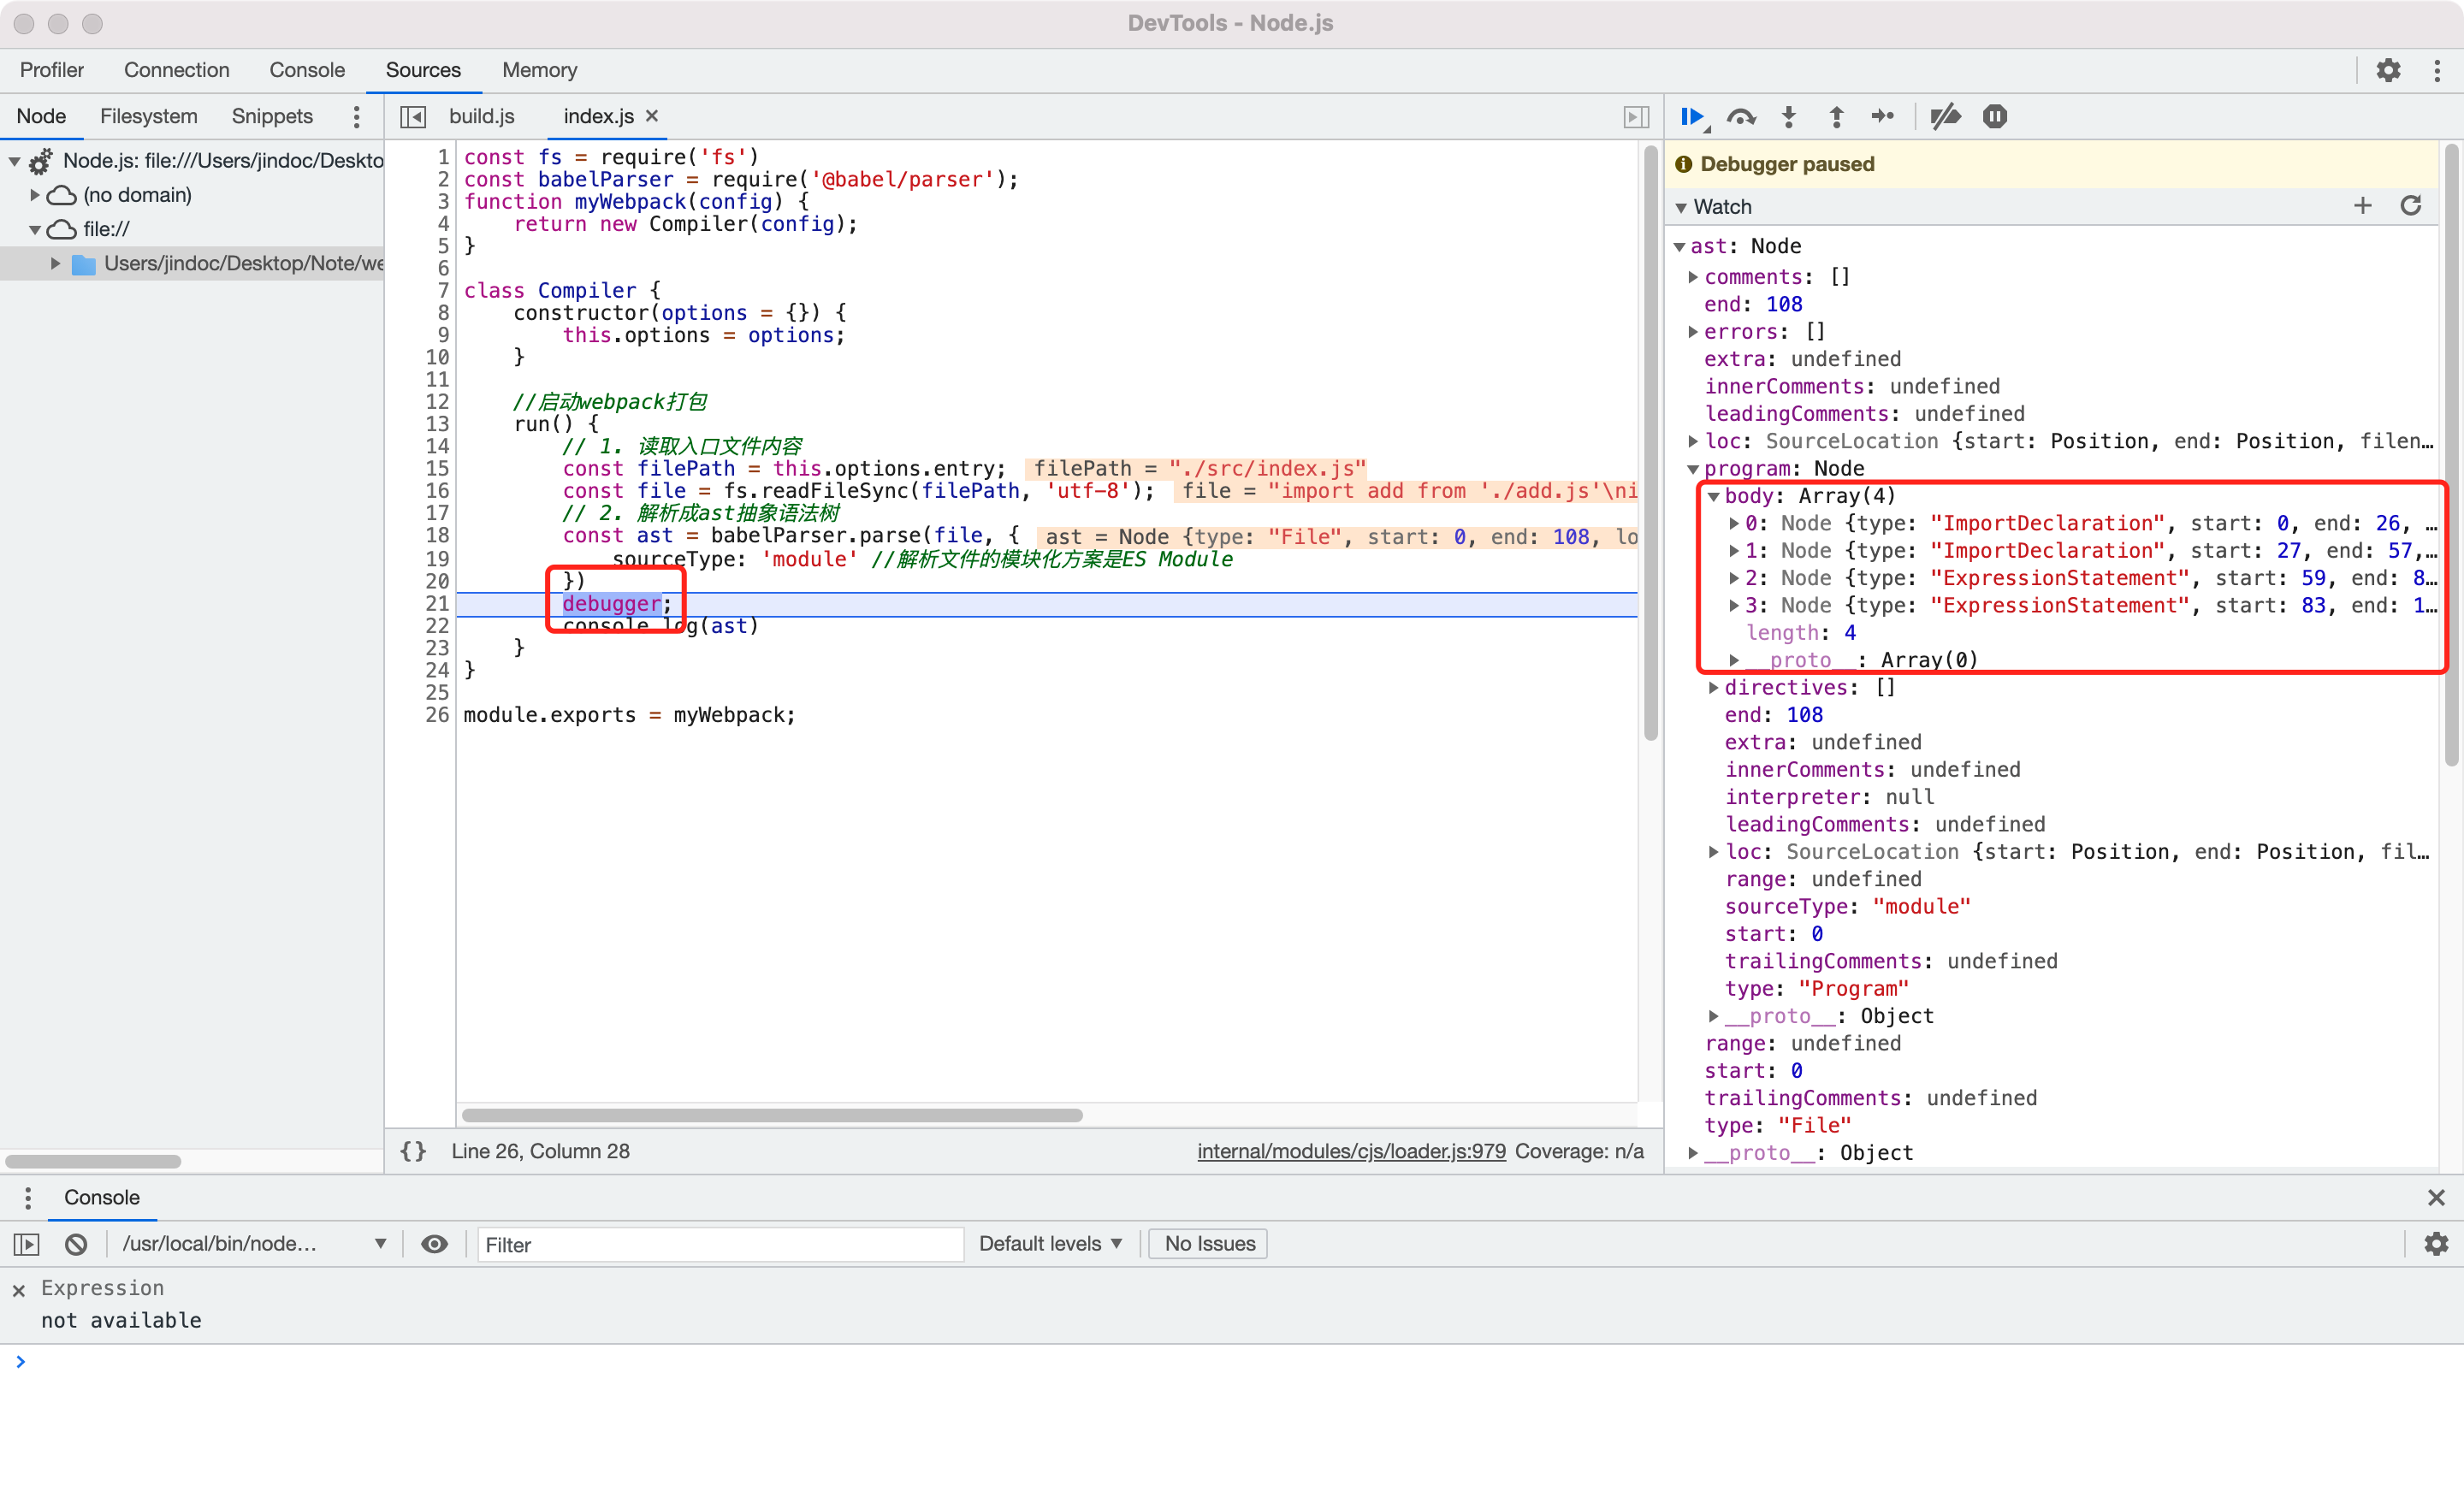 DevTools - Node.js
Profiler Connection Console Sources Memory
Node Filesystem Snippets
build.js index.js ×
Node.js: file:///Users/jindoc/Deskto
(no domain)
file://
Users/jindoc/Desktop/Note/we
1 const fs = require('fs')
2 const babelParser = require('@babel/parser');
3 function myWebpack(config) {
4 return new Compiler(config);
5 }
6
7 class Compiler {
8 constructor(options = {}) {
9 this.options = options;
10 }
11
12 //启动webpack打包
13 run() {
14 // 1. 读取入口文件内容
15 const filePath = this.options.entry; filePath = "./src/index.js"
16 const file = fs.readFileSync(filePath, 'utf-8'); file = "import add from './add.js'\ni
17 // 2. 解析成ast抽象语法树
18 const ast = babelParser.parse(file, { ast = Node {type: "File", start: 0, end: 108, lo
19 sourceType: 'module' //解析文件的模块化方案是ES Module
20 })
21 debugger;
22 console.log(ast)
23 }
24 }
25
26 module.exports = myWebpack;
{} Line 26, Column 28 internal/modules/cjs/loader.js:979 Coverage: n/a
Debugger paused
Watch
ast: Node
comments: []
end: 108
errors: []
extra: undefined
innerComments: undefined
leadingComments: undefined
loc: SourceLocation {start: Position, end: Position, filen…
program: Node
body: Array(4)
0: Node {type: "ImportDeclaration", start: 0, end: 26, …
1: Node {type: "ImportDeclaration", start: 27, end: 57,…
2: Node {type: "ExpressionStatement", start: 59, end: 8…
3: Node {type: "ExpressionStatement", start: 83, end: 1…
length: 4
__proto__: Array(0)
directives: []
end: 108
extra: undefined
innerComments: undefined
interpreter: null
leadingComments: undefined
loc: SourceLocation {start: Position, end: Position, fil…
range: undefined
sourceType: "module"
start: 0
trailingComments: undefined
type: "Program"
__proto__: Object
range: undefined
start: 0
trailingComments: undefined
type: "File"
__proto__: Object
Console
/usr/local/bin/node… Filter Default levels No Issues
Expression
not available